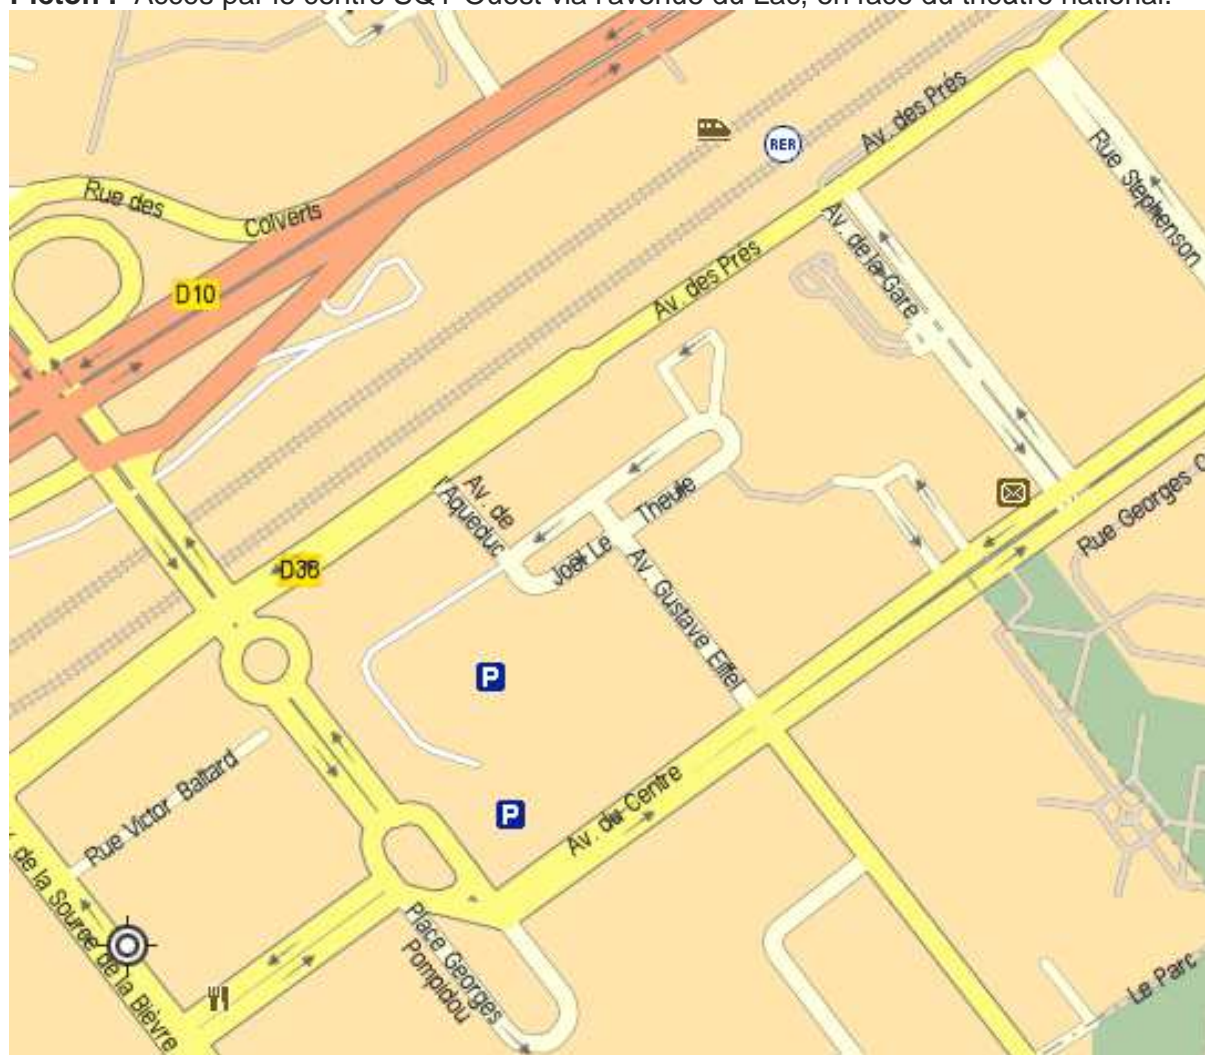 Piéton : Accès par le centre SQY Ouest via l'avenue du Lac, en face du théâtre national.
RER
Av. des Prés
Rue Stephenson
Rue des
Colverts
Av. de la Gare
D10
Av. des Prés
Av. de
l'Aqueduc
Joël Le
Theule
Rue Georges
D36
Av. Gustave Eiffel
P
Av. du Centre
P
Rue Victor Baltard
de la Source de la Bièvre
Place Georges
Pompidou
Le Parc